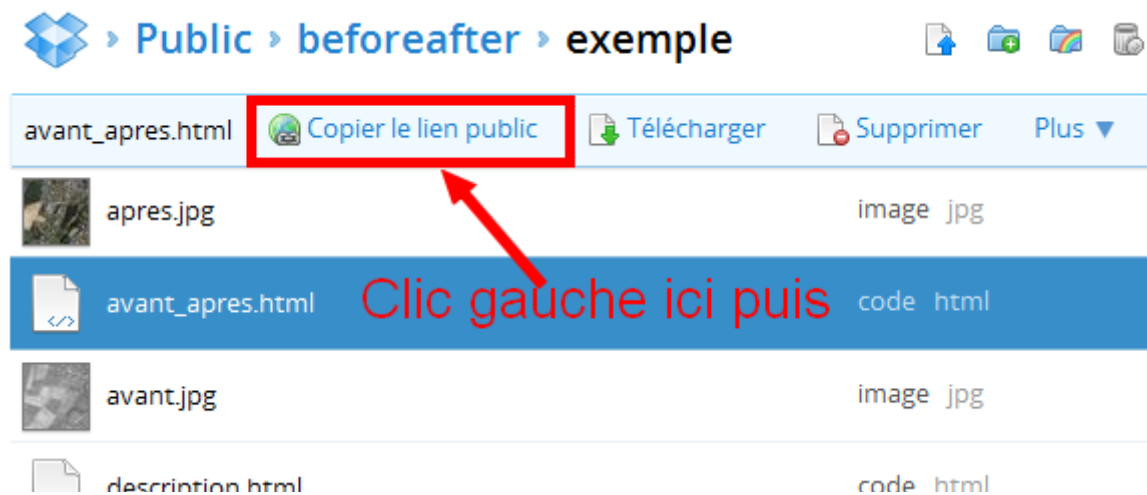 Public › beforeafter › exemple
avant_apres.html Copier le lien public Télécharger Supprimer Plus ▼
apres.jpg image jpg
avant_apres.html Clic gauche ici puis code html
avant.jpg image jpg
description.html code html